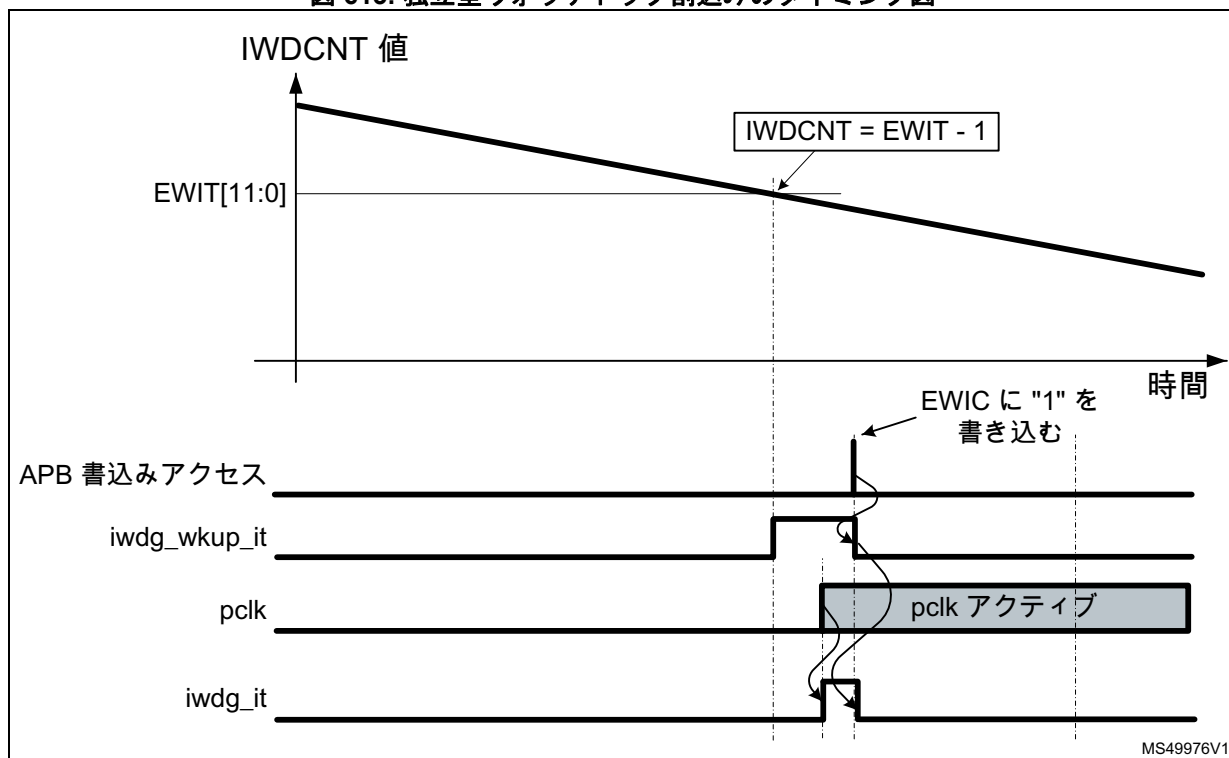 IWDCNT 値
IWDCNT = EWIT - 1
EWIT[11:0]
時間
EWIC に "1" を
書き込む
APB 書込みアクセス
iwdg_wkup_it
pclk
pclk アクティブ
iwdg_it
MS49976V1